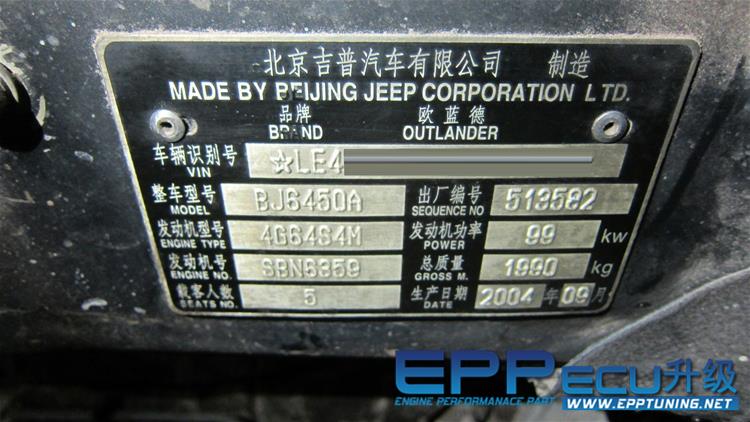 北京吉普汽车有限公司 制造
MADE BY BEIJING JEEP CORPORATION LTD.
品牌 欧蓝德
BRAND OUTLANDER
车辆识别号 ☆LE4
VIN
整车型号 BJ6450A 出厂编号 513582
MODEL SEQUENCE NO
发动机型号 4G64S4M 发动机功率 99 kw
ENGINE TYPE POWER
发动机号 SBN6359 总质量 1990 kg
ENGINE NO. GROSS M.
载客人数 5 生产日期 2004 年 09 月
SEATS NO. DATE
EPP ECU升级
ENGINE PERFORMANACE PART
WWW.EPPTUNING.NET